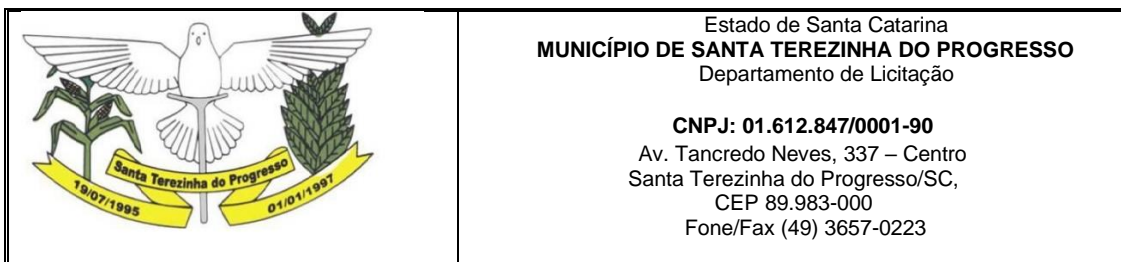 Santa Terezinha do Progresso
19/07/1995
01/01/1997
Estado de Santa Catarina
MUNICÍPIO DE SANTA TEREZINHA DO PROGRESSO
Departamento de Licitação
CNPJ: 01.612.847/0001-90
Av. Tancredo Neves, 337 – Centro
Santa Terezinha do Progresso/SC,
CEP 89.983-000
Fone/Fax (49) 3657-0223